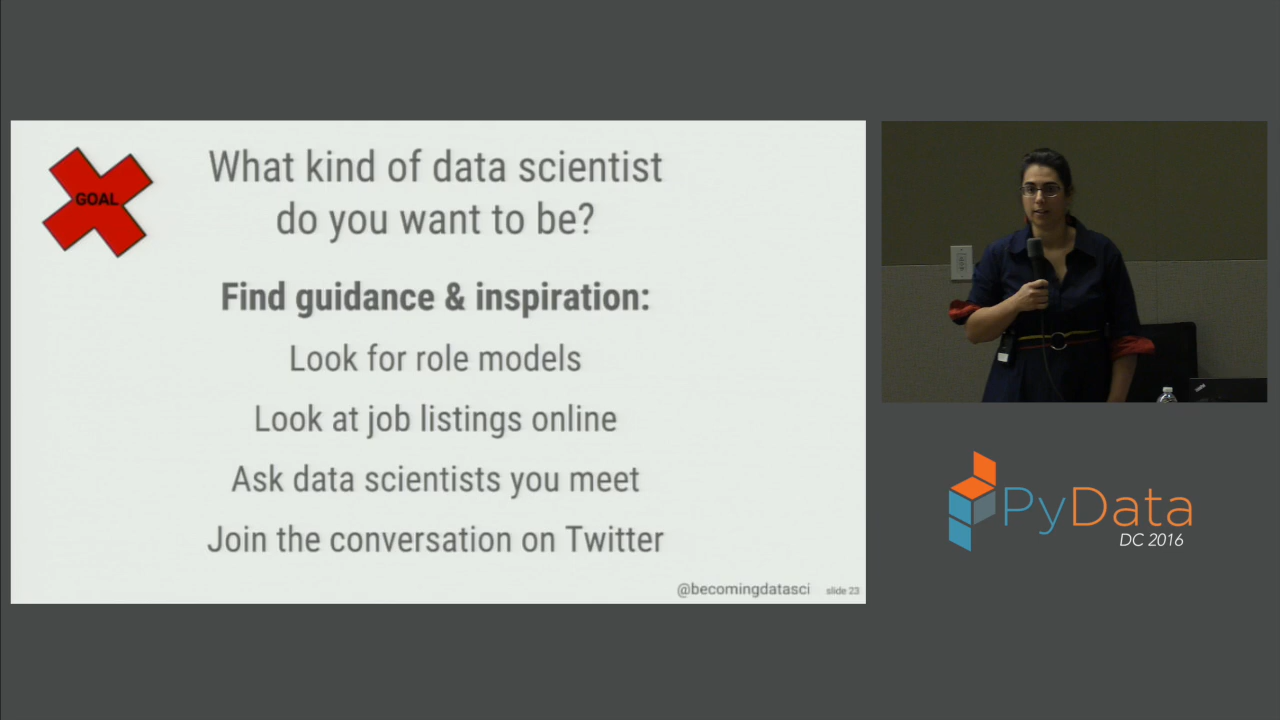 GOAL
What kind of data scientist
do you want to be?
Find guidance & inspiration:
Look for role models
Look at job listings online
Ask data scientists you meet
Join the conversation on Twitter
@becomingdatasci
slide 23
PyData
DC 2016